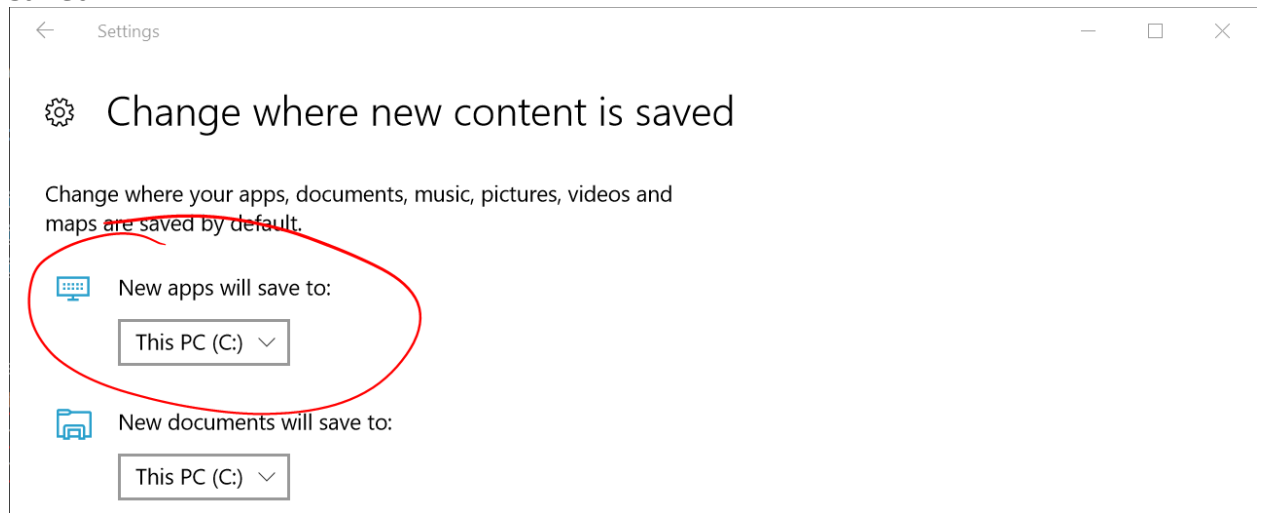 Settings
Change where new content is saved
Change where your apps, documents, music, pictures, videos and
maps are saved by default.
New apps will save to:
This PC (C:)
New documents will save to:
This PC (C:)